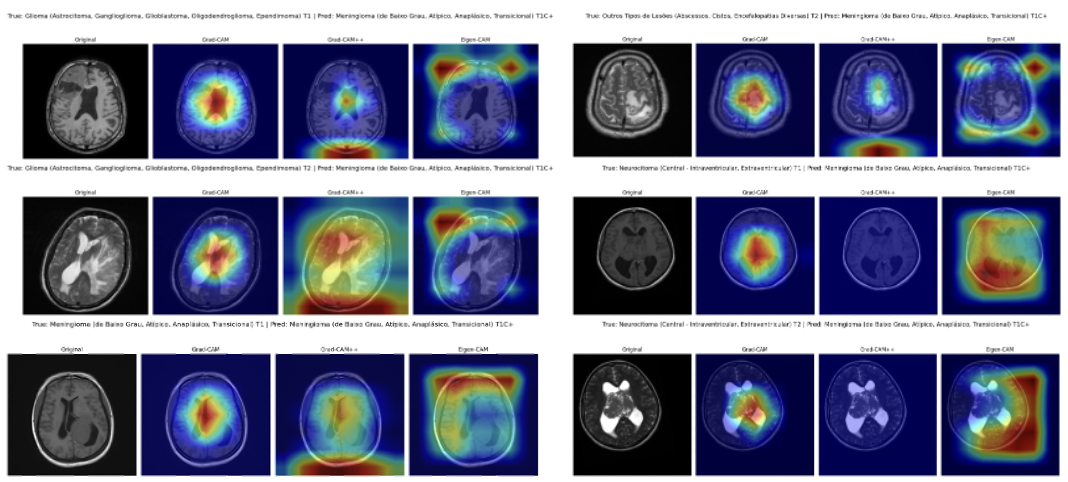 True: Glioma (Astrocitoma, Ganglioglioma, Glioblastoma, Oligodendroglioma, Ependimoma) T1 | Pred: Meningioma (de Baixo Grau, Atípico, Anaplásico, Transicional) T1C+
Original Grad-CAM Grad-CAM++ Eigen-CAM
True: Glioma (Astrocitoma, Ganglioglioma, Glioblastoma, Oligodendroglioma, Ependimoma) T2 | Pred: Meningioma (de Baixo Grau, Atípico, Anaplásico, Transicional) T1C+
Original Grad-CAM Grad-CAM++ Eigen-CAM
True: Meningioma (de Baixo Grau, Atípico, Anaplásico, Transicional) T1 | Pred: Meningioma (de Baixo Grau, Atípico, Anaplásico, Transicional) T1C+
Original Grad-CAM Grad-CAM++ Eigen-CAM
True: Outros Tipos de Lesões (Abscessos, Cistos, Encefalopatias Diversas) T2 | Pred: Meningioma (de Baixo Grau, Atípico, Anaplásico, Transicional) T1C+
Original Grad-CAM Grad-CAM++ Eigen-CAM
True: Neurocitoma (Central - Intraventricular, Extraventricular) T1 | Pred: Meningioma (de Baixo Grau, Atípico, Anaplásico, Transicional) T1C+
Original Grad-CAM Grad-CAM++ Eigen-CAM
True: Neurocitoma (Central - Intraventricular, Extraventricular) T2 | Pred: Meningioma (de Baixo Grau, Atípico, Anaplásico, Transicional) T1C+
Original Grad-CAM Grad-CAM++ Eigen-CAM